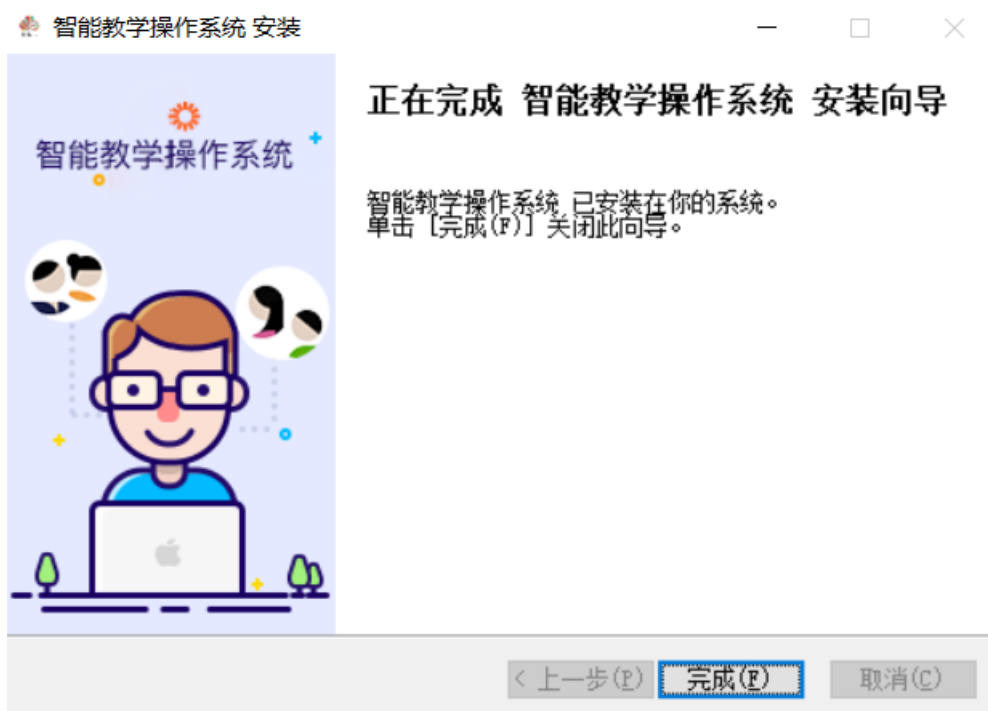 智能教学操作系统 安装
智能教学操作系统
正在完成 智能教学操作系统 安装向导
智能教学操作系统 已安装在你的系统。
单击 [完成(F)] 关闭此向导。
< 上一步(P)
完成(F)
取消(C)